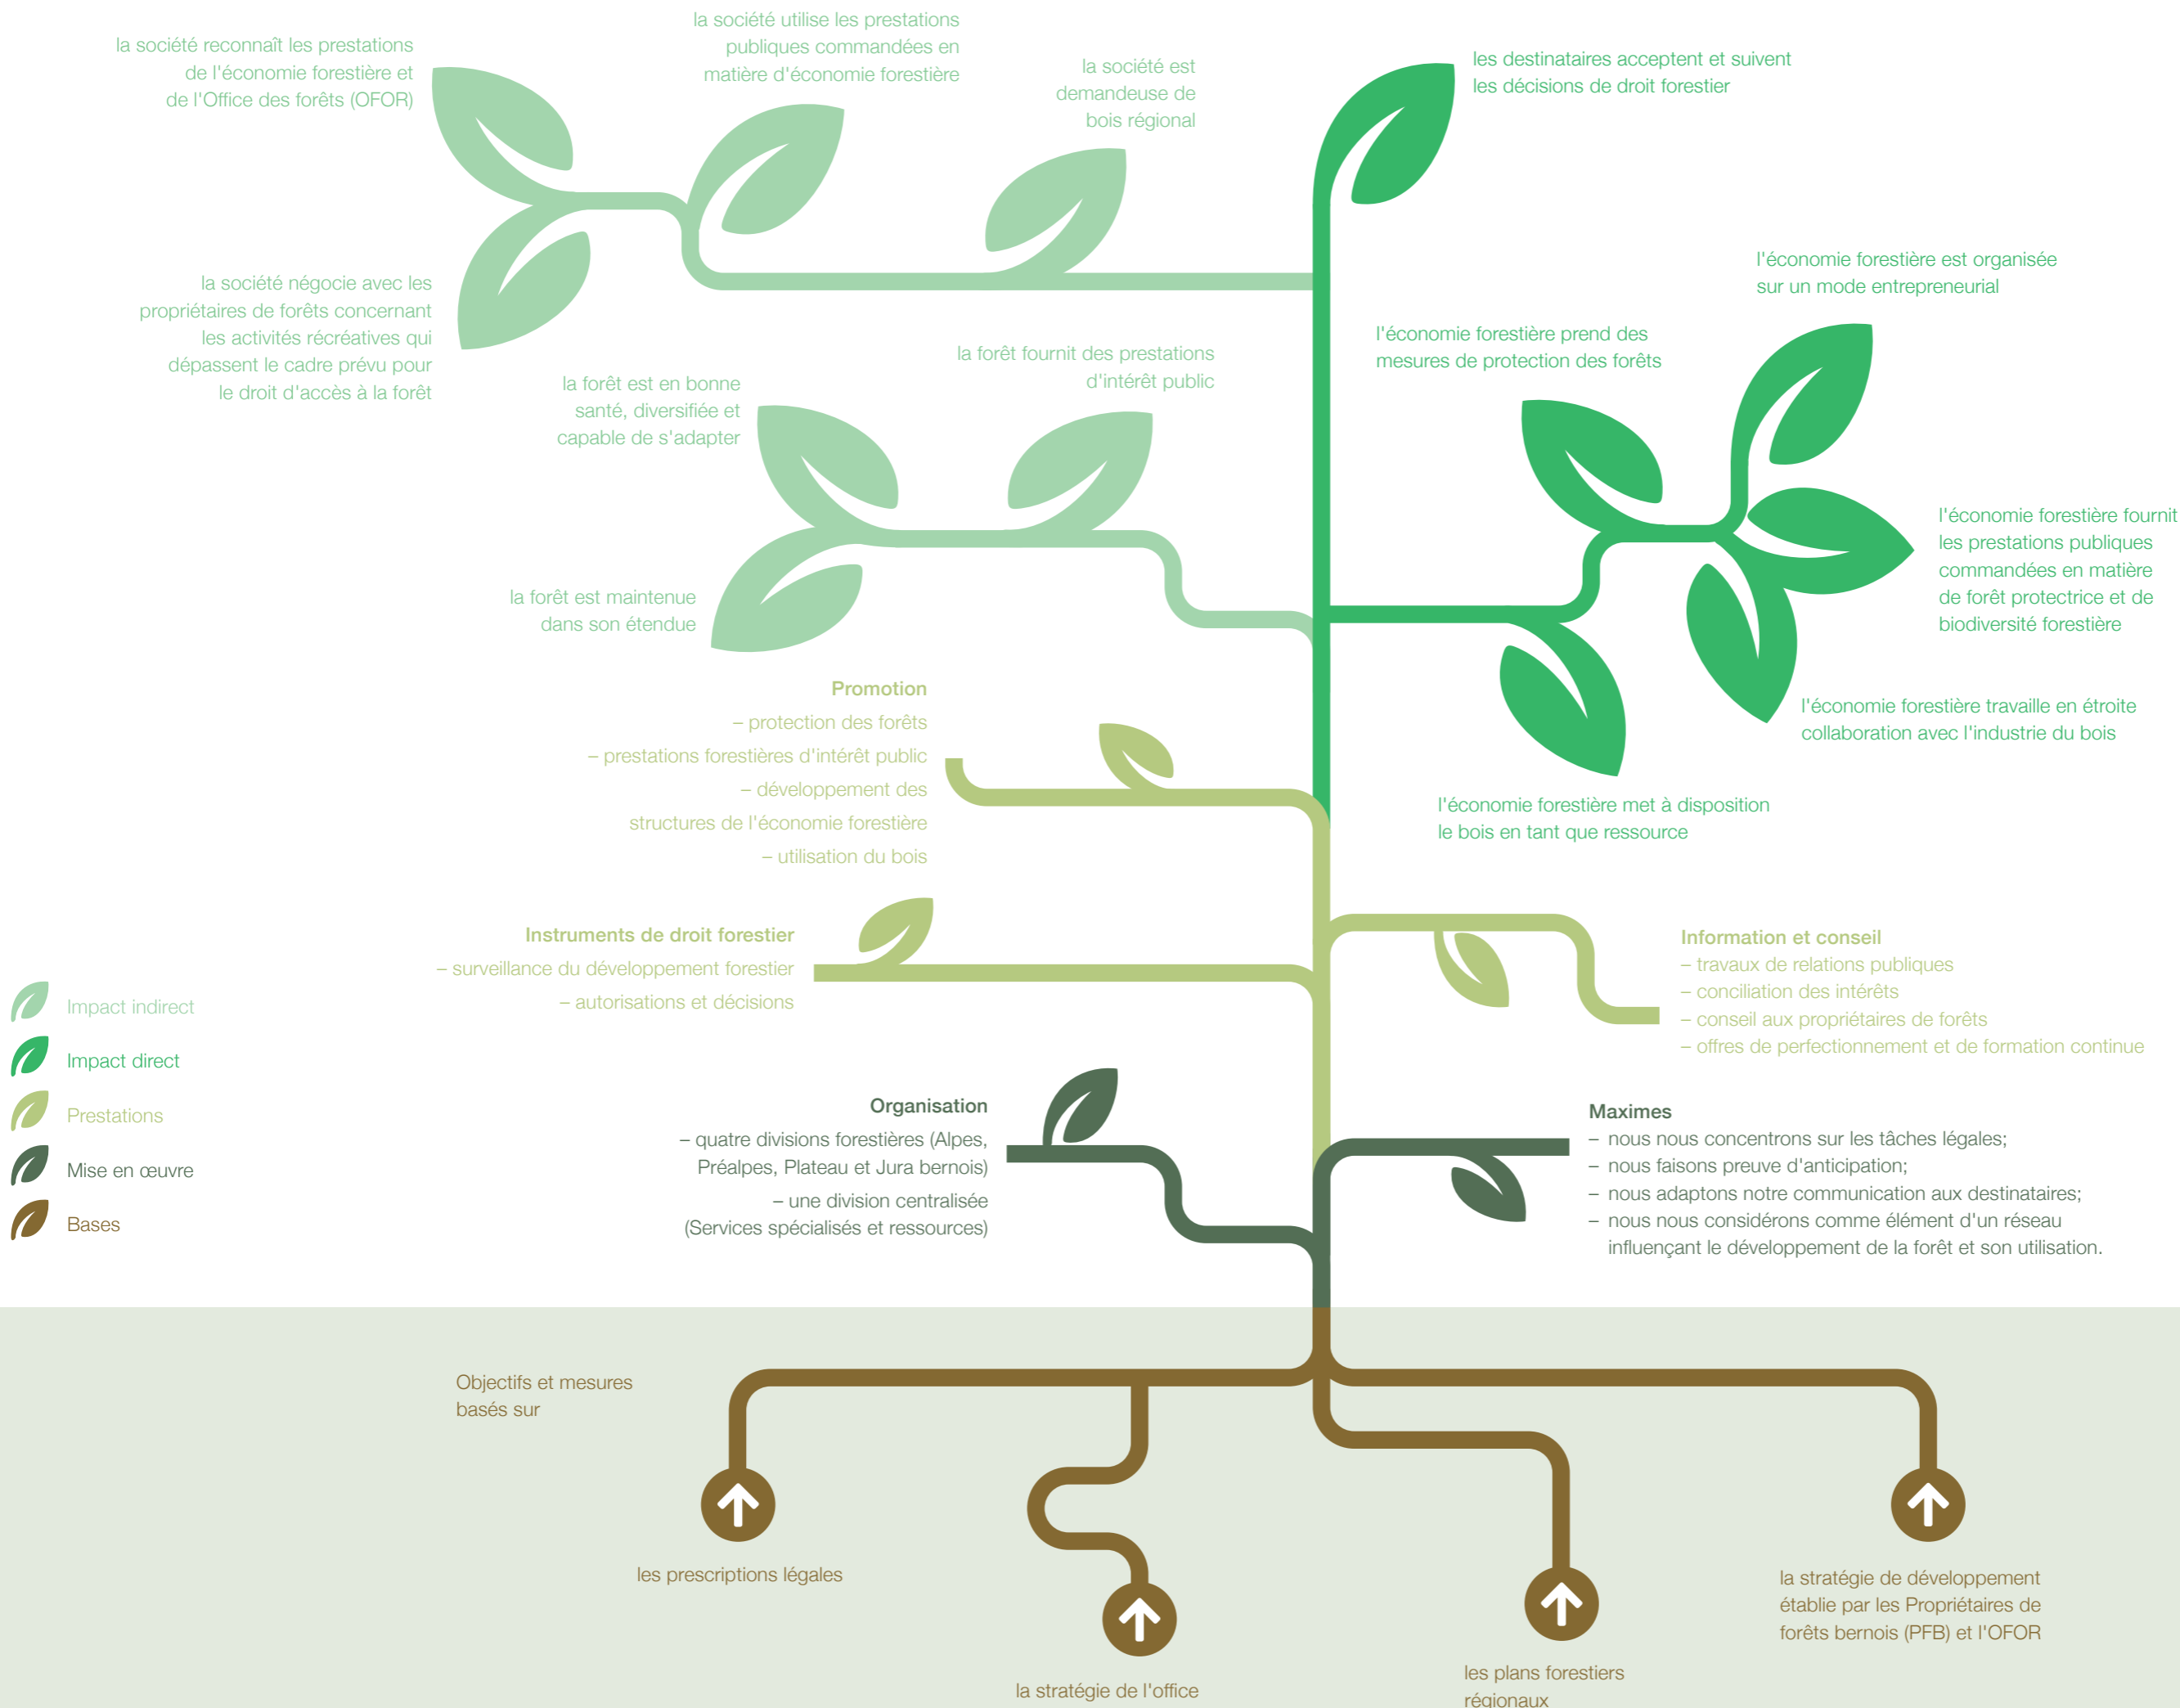 la société reconnaît les prestations
de l'économie forestière et
de l'Office des forêts (OFOR)
la société utilise les prestations
publiques commandées en
matière d'économie forestière
la société est
demandeuse de
bois régional
les destinataires acceptent et suivent
les décisions de droit forestier
la société négocie avec les
propriétaires de forêts concernant
les activités récréatives qui
dépassent le cadre prévu pour
le droit d'accès à la forêt
la forêt est en bonne
santé, diversifiée et
capable de s'adapter
la forêt fournit des prestations
d'intérêt public
la forêt est maintenue
dans son étendue
l'économie forestière est organisée
sur un mode entrepreneurial
l'économie forestière prend des
mesures de protection des forêts
l'économie forestière fournit
les prestations publiques
commandées en matière
de forêt protectrice et de
biodiversité forestière
l'économie forestière travaille en étroite
collaboration avec l'industrie du bois
l'économie forestière met à disposition
le bois en tant que ressource
Promotion
– protection des forêts
– prestations forestières d'intérêt public
– développement des
structures de l'économie forestière
– utilisation du bois
Instruments de droit forestier
– surveillance du développement forestier
– autorisations et décisions
Information et conseil
– travaux de relations publiques
– conciliation des intérêts
– conseil aux propriétaires de forêts
– offres de perfectionnement et de formation continue
Impact indirect
Impact direct
Prestations
Mise en œuvre
Bases
Organisation
– quatre divisions forestières (Alpes,
Préalpes, Plateau et Jura bernois)
– une division centralisée
(Services spécialisés et ressources)
Maximes
– nous nous concentrons sur les tâches légales;
– nous faisons preuve d'anticipation;
– nous adaptons notre communication aux destinataires;
– nous nous considérons comme élément d'un réseau
influençant le développement de la forêt et son utilisation.
Objectifs et mesures
basés sur
les prescriptions légales
la stratégie de l'office
les plans forestiers
régionaux
la stratégie de développement
établie par les Propriétaires de
forêts bernois (PFB) et l'OFOR